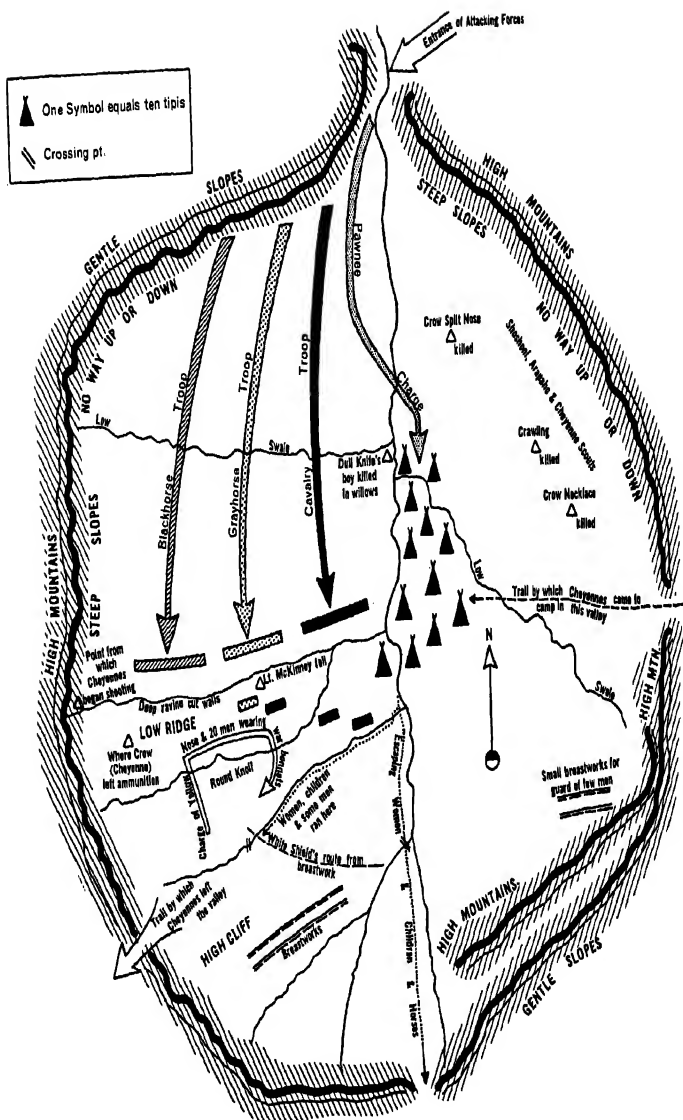 Entrance of Attacking Forces
One Symbol equals ten tipis
Crossing pt.
GENTLE SLOPES
HIGH MOUNTAINS
STEEP SLOPES
NO WAY UP OR DOWN
NO WAY UP OR DOWN
Pawnee Charge
Crow Split Nose
killed
Shoshoni, Arapaho & Cheyenne Scouts
Crawling
killed
Crow Necklace
killed
Low Swale
Blackhorse Troop
Grayhorse Troop
Cavalry Troop
Dull Knife's
boy killed
in willows
Low Swale
Trail by which Cheyennes came to
camp in this valley
N
HIGH MOUNTAINS
STEEP SLOPES
Point from
which
Cheyennes
began shooting
Deep ravine cut walls
Lt. McKinney fell
LOW RIDGE
Where Crow
(Cheyenne)
left ammunition
Charge of Yellow Nose & 20 men wearing war bonnets
Round Knoll
Women, children
& some men
ran here
Escaping Women & Children & Horses
White Shield's route from
breastwork
HIGH MTN.
Small breastworks for
guard of few men
Trail by which
Cheyennes left
the valley
HIGH CLIFF
Breastworks
HIGH MOUNTAINS
GENTLE SLOPES